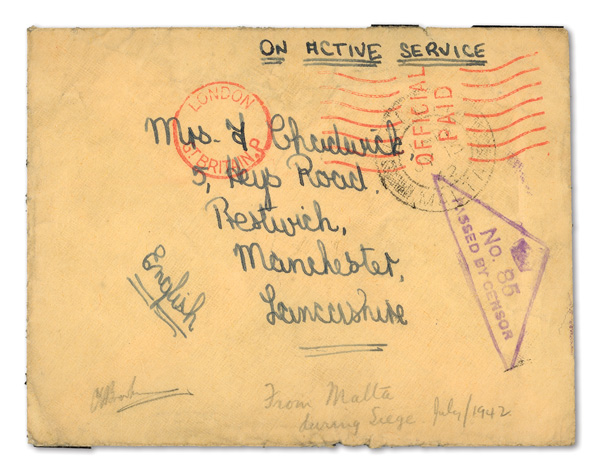 ON ACTIVE SERVICE
LONDON
GT BRITAIN.P
OFFICIAL
PAID
MALTA
Mrs. Chadwick,
5, Heys Road.
Prestwich,
Manchester,
Lancashire
English
No. 85
PASSED BY CENSOR
From Malta
during Siege July/1942